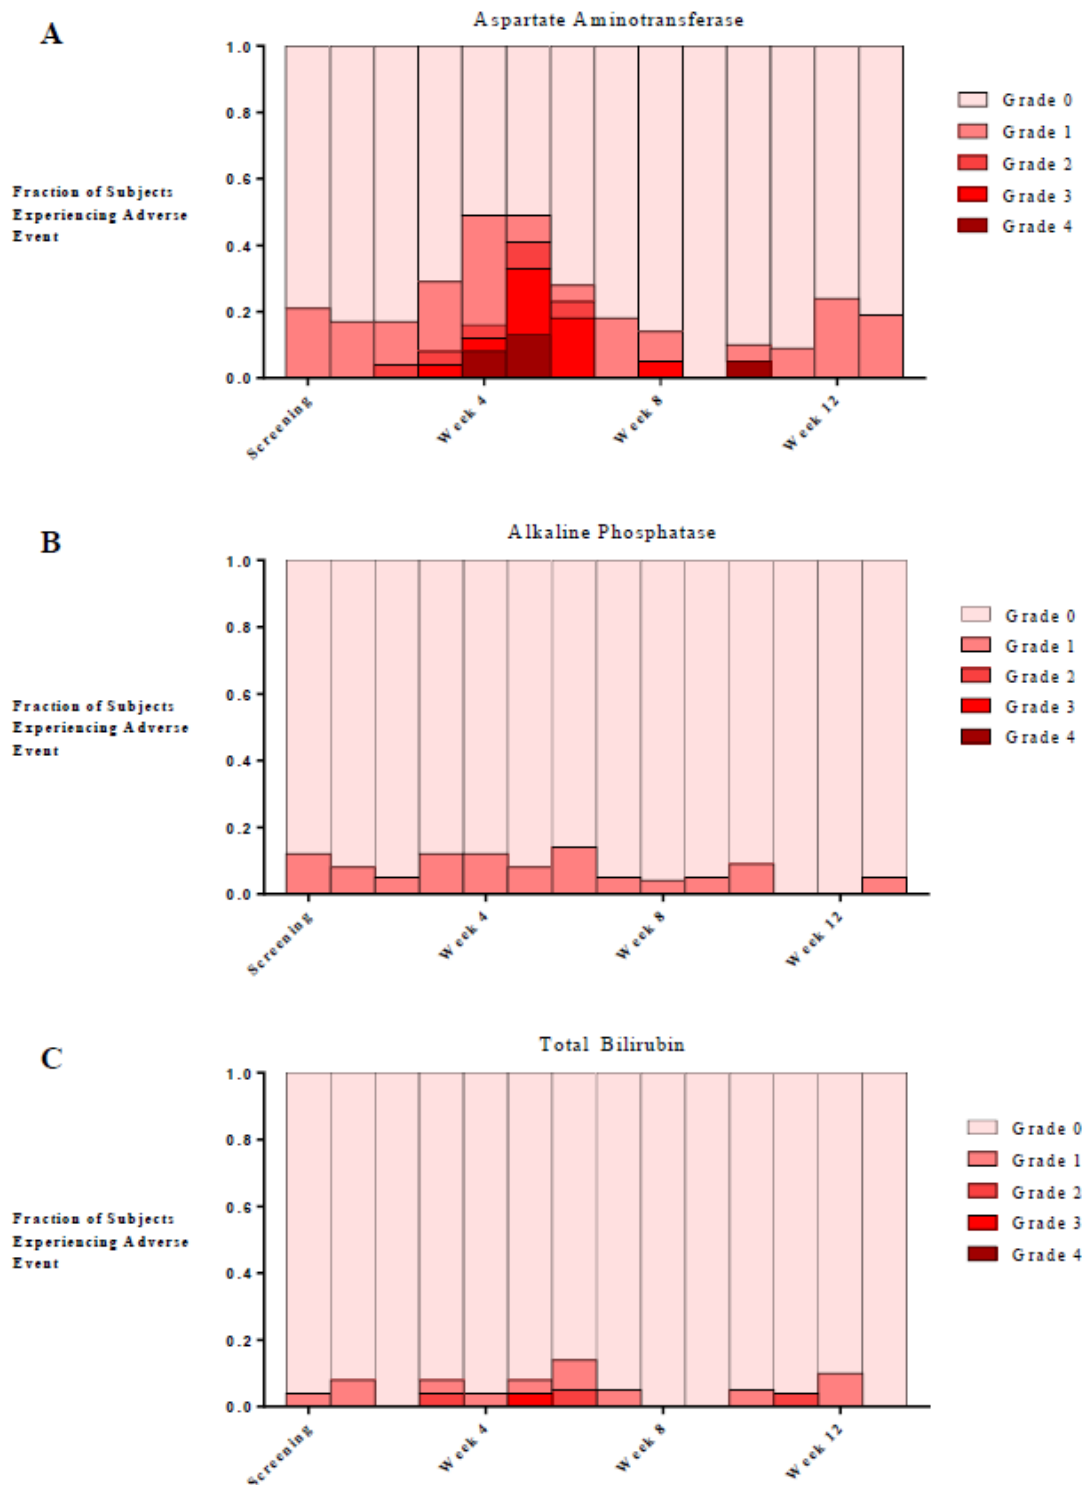 A
Aspartate Aminotransferase
Fraction of Subjects
Experiencing Adverse
Event
1.0
0.8
0.6
0.4
0.2
0.0
Screening
Week 4
Week 8
Week 12
Grade 0
Grade 1
Grade 2
Grade 3
Grade 4
B
Alkaline Phosphatase
Fraction of Subjects
Experiencing Adverse
Event
1.0
0.8
0.6
0.4
0.2
0.0
Screening
Week 4
Week 8
Week 12
Grade 0
Grade 1
Grade 2
Grade 3
Grade 4
C
Total Bilirubin
Fraction of Subjects
Experiencing Adverse
Event
1.0
0.8
0.6
0.4
0.2
0.0
Screening
Week 4
Week 8
Week 12
Grade 0
Grade 1
Grade 2
Grade 3
Grade 4